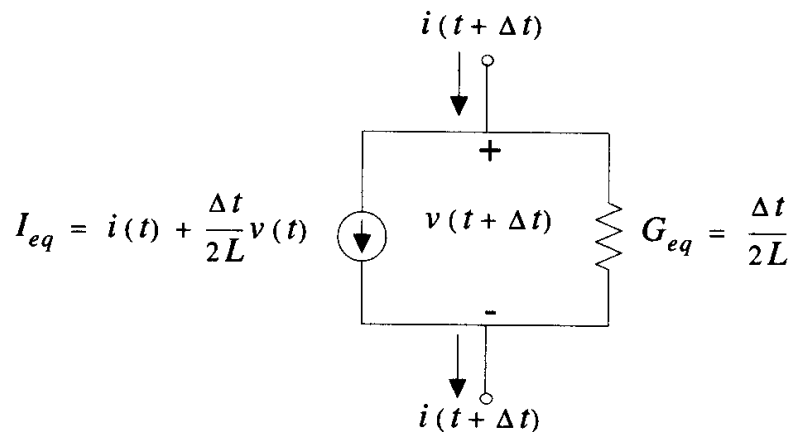 i(t + Δt)
+
I_eq = i(t) + Δt/2L v(t)
v(t + Δt)
G_eq = Δt/2L
-
i(t + Δt)